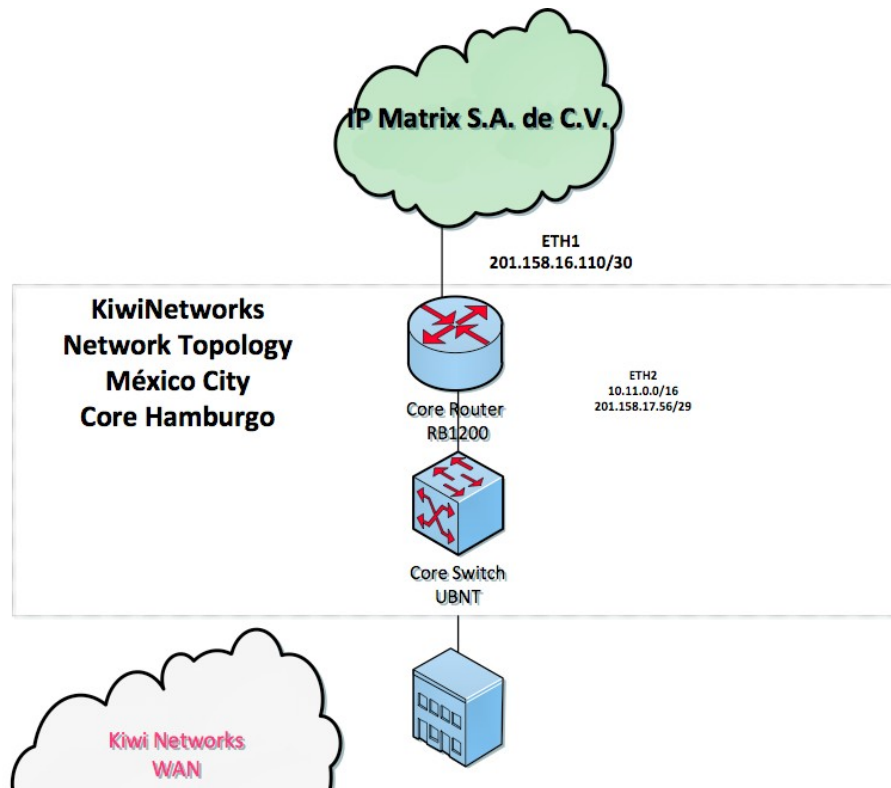 IP Matrix S.A. de C.V.
ETH1
201.158.16.110/30
KiwiNetworks
Network Topology
México City
Core Hamburgo
ETH2
10.11.0.0/16
201.158.17.56/29
Core Router
RB1200
Core Switch
UBNT
Kiwi Networks
WAN